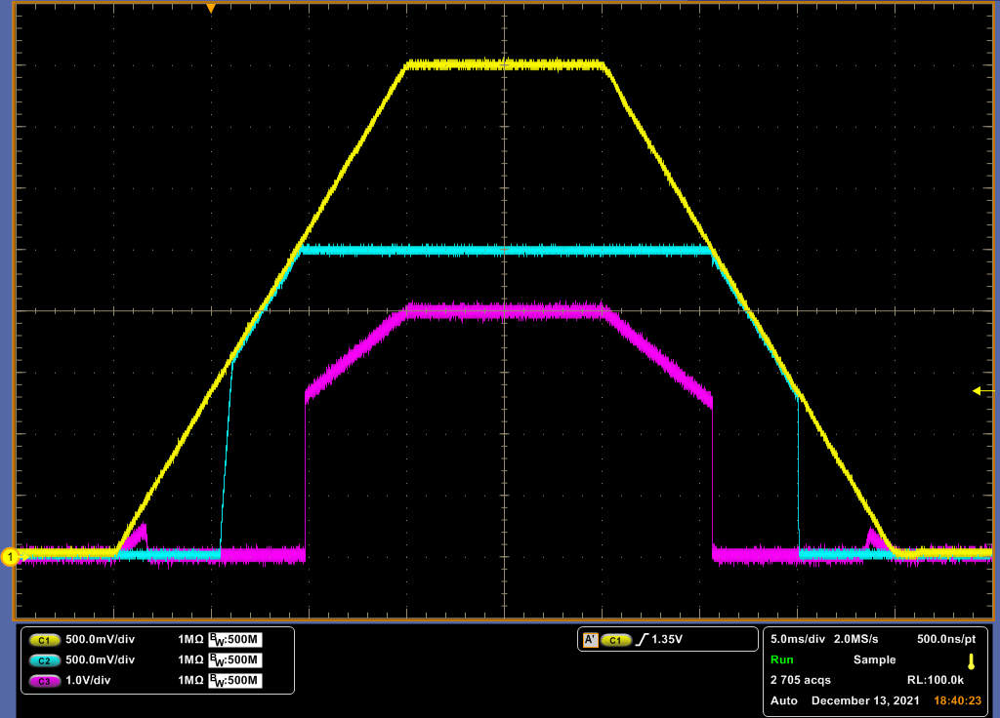 1
C1 500.0mV/div 1MΩ BW:500M
C2 500.0mV/div 1MΩ BW:500M
C3 1.0V/div 1MΩ BW:500M
A' C1 1.35V
5.0ms/div 2.0MS/s 500.0ns/pt
Run Sample
2 705 acqs RL:100.0k
Auto December 13, 2021 18:40:23